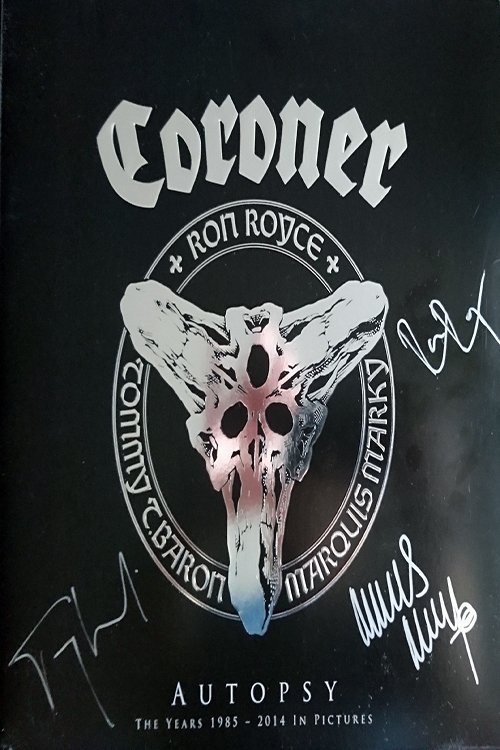 Coroner
RON ROYCE
TOMMY T. BARON
MARQUIS MARKY
AUTOPSY
THE YEARS 1985 - 2014 IN PICTURES